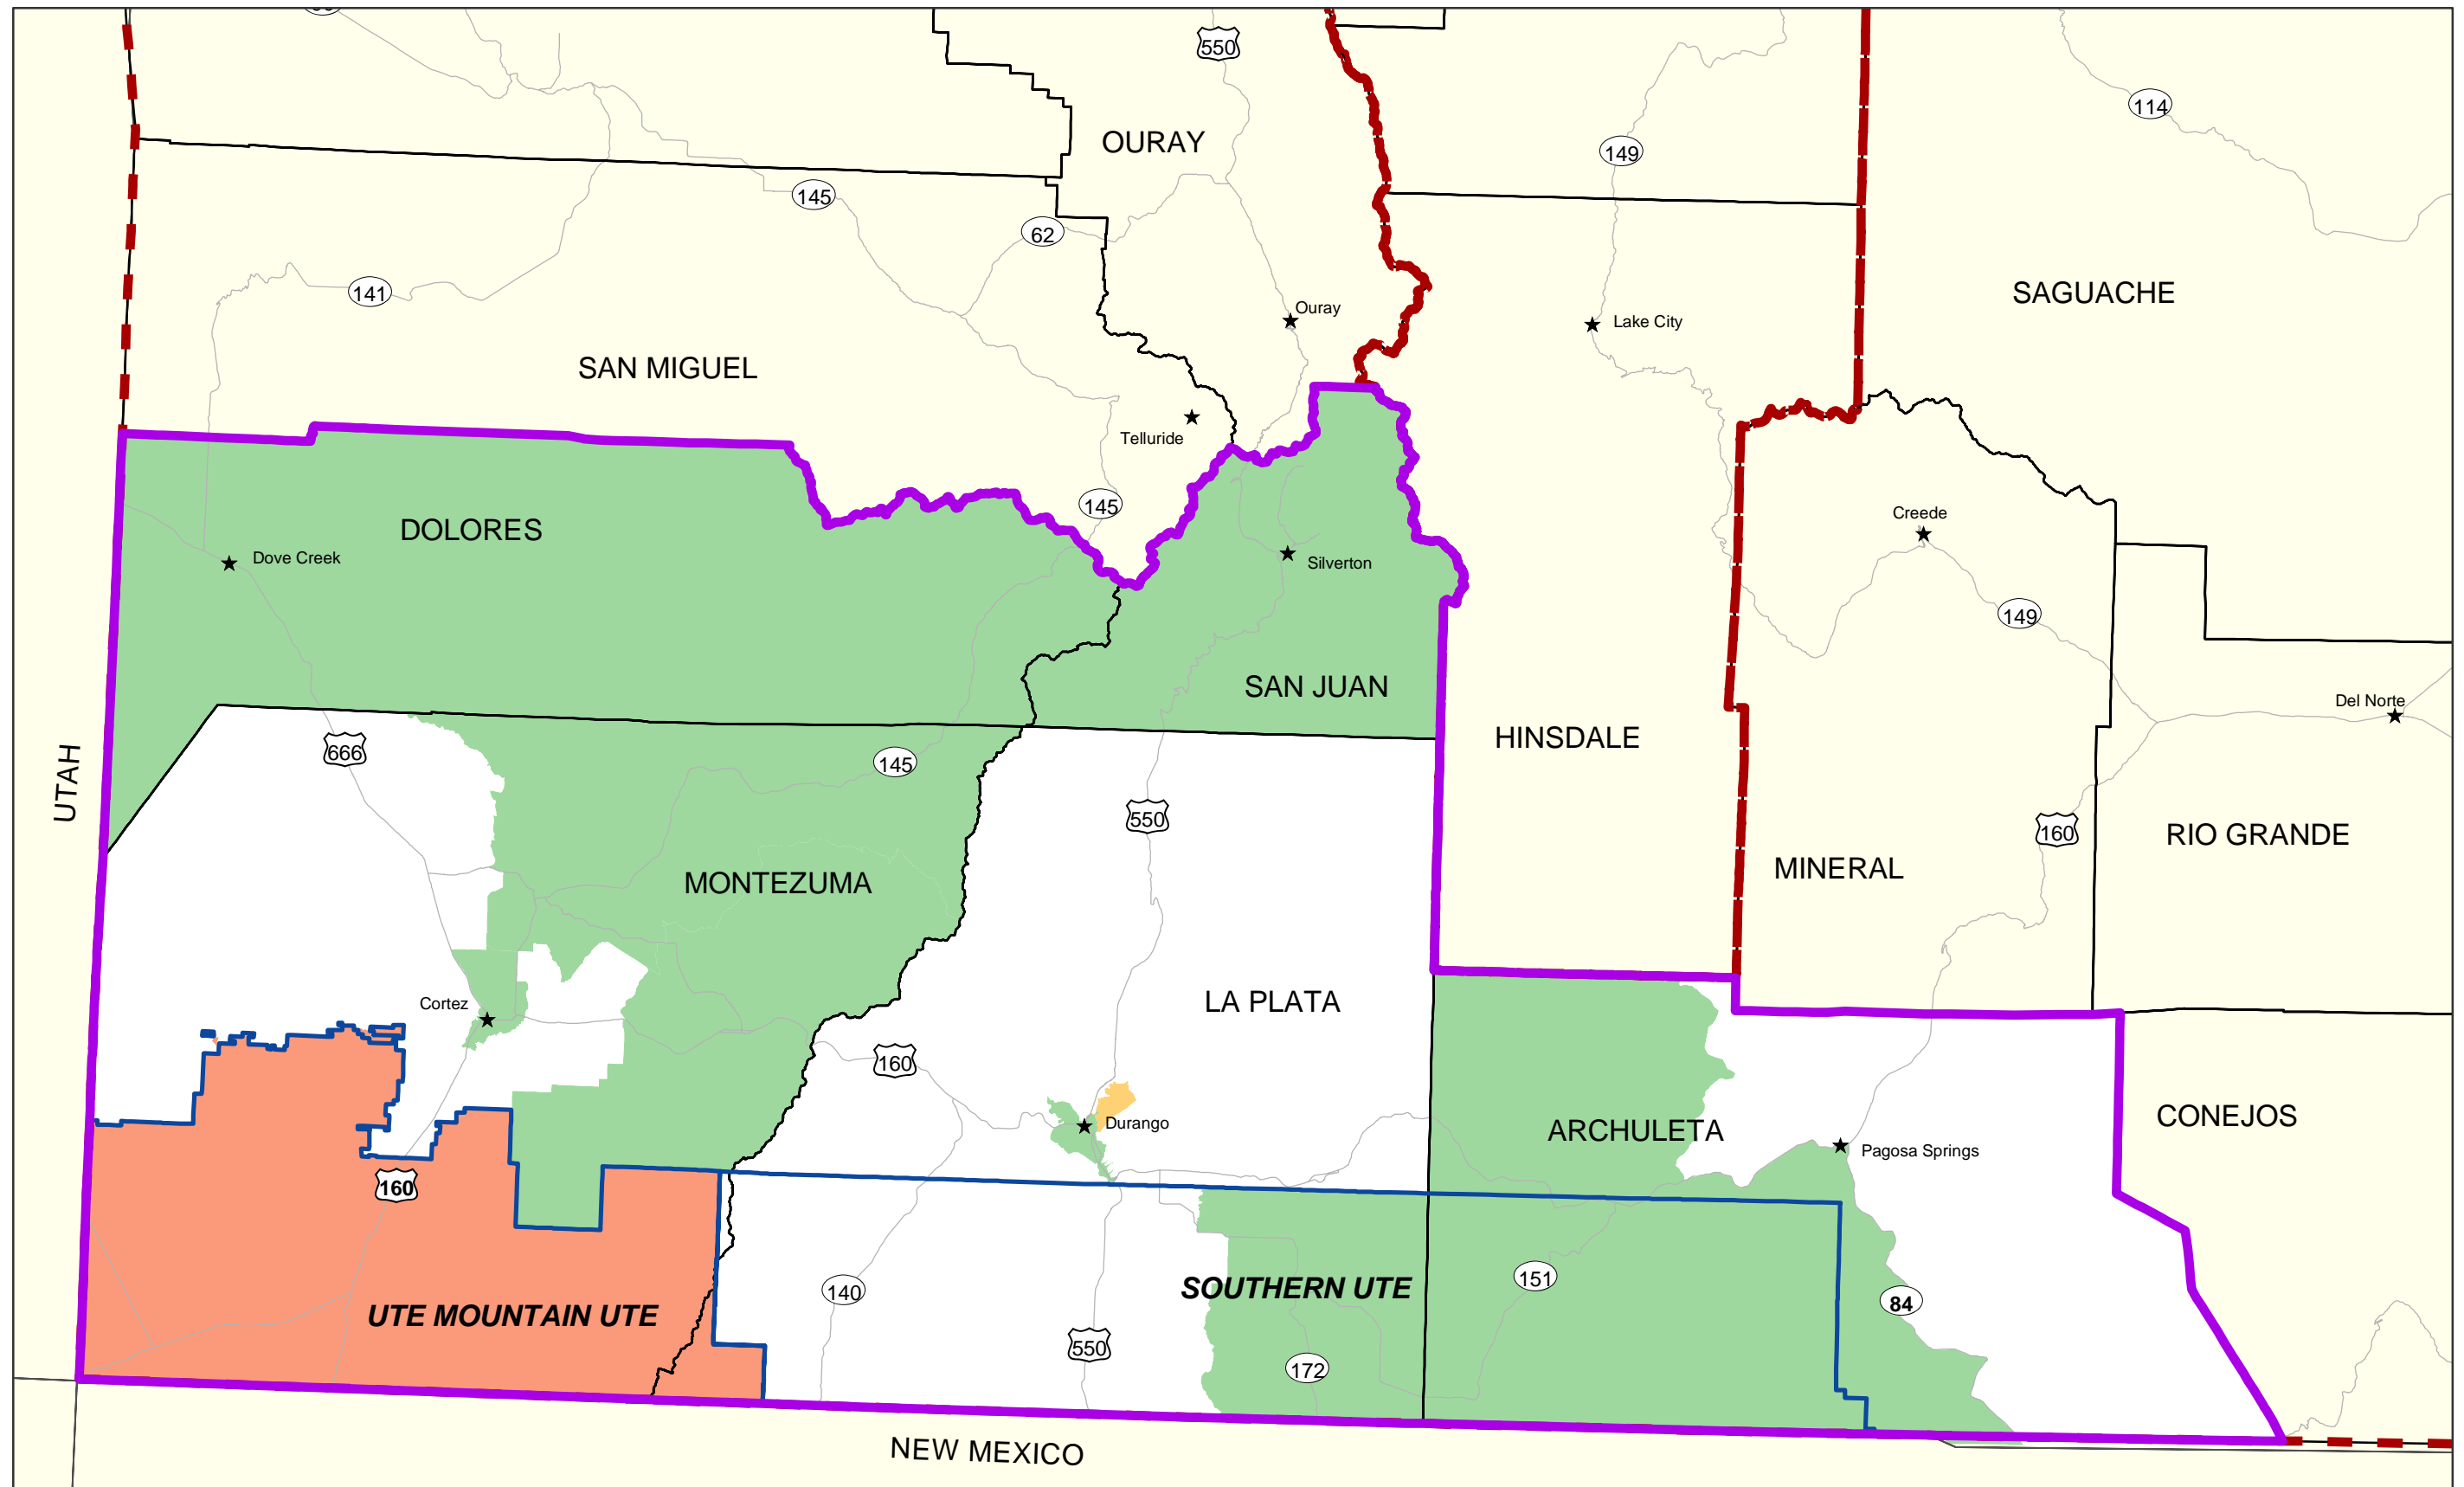 550
114
OURAY
149
145
62
141
SAGUACHE
Ouray
Lake City
SAN MIGUEL
Telluride
145
Creede
DOLORES
Dove Creek
Silverton
149
SAN JUAN
Del Norte
HINSDALE
666
145
UTAH
550
160
RIO GRANDE
MINERAL
MONTEZUMA
LA PLATA
Cortez
160
CONEJOS
Durango
ARCHULETA
Pagosa Springs
160
151
SOUTHERN UTE
140
84
UTE MOUNTAIN UTE
550
172
NEW MEXICO